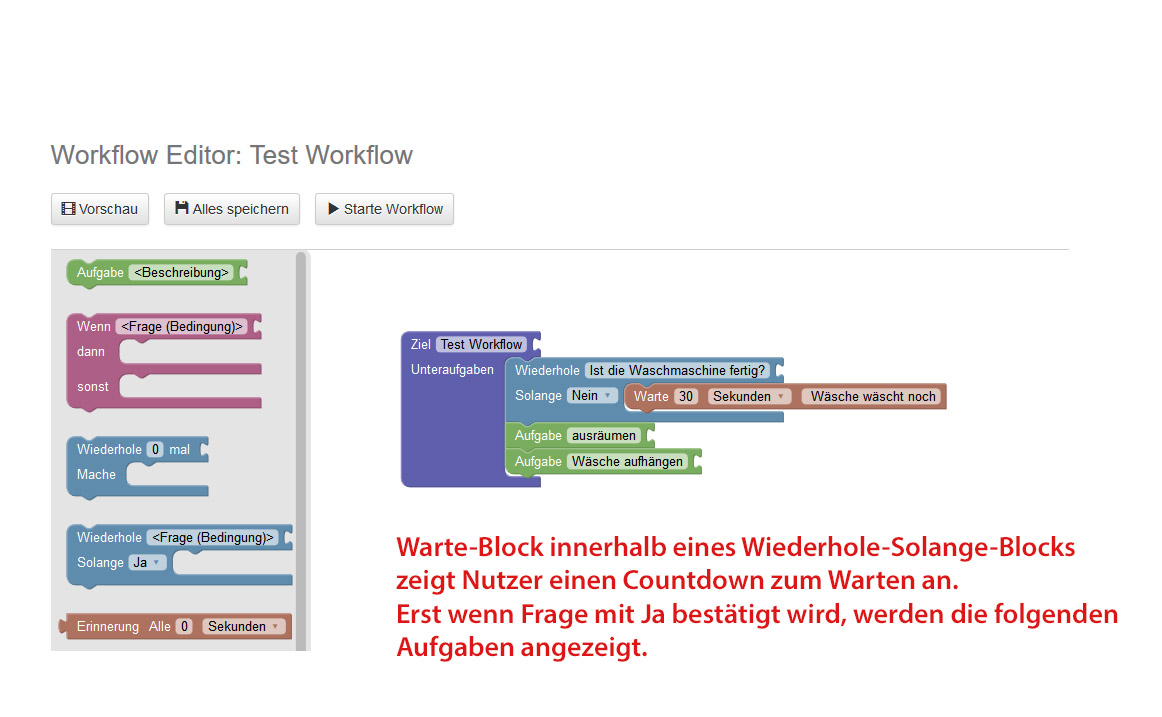 Workflow Editor: Test Workflow
Vorschau Alles speichern Starte Workflow
Aufgabe <Beschreibung>
Wenn <Frage (Bedingung)>
dann
sonst
Wiederhole 0 mal
Mache
Wiederhole <Frage (Bedingung)>
Solange Ja
Erinnerung Alle 0 Sekunden
Ziel Test Workflow
Unteraufgaben Wiederhole Ist die Waschmaschine fertig?
Solange Nein Warte 30 Sekunden Wäsche wäscht noch
Aufgabe ausräumen
Aufgabe Wäsche aufhängen
Warte-Block innerhalb eines Wiederhole-Solange-Blocks
zeigt Nutzer einen Countdown zum Warten an.
Erst wenn Frage mit Ja bestätigt wird, werden die folgenden
Aufgaben angezeigt.